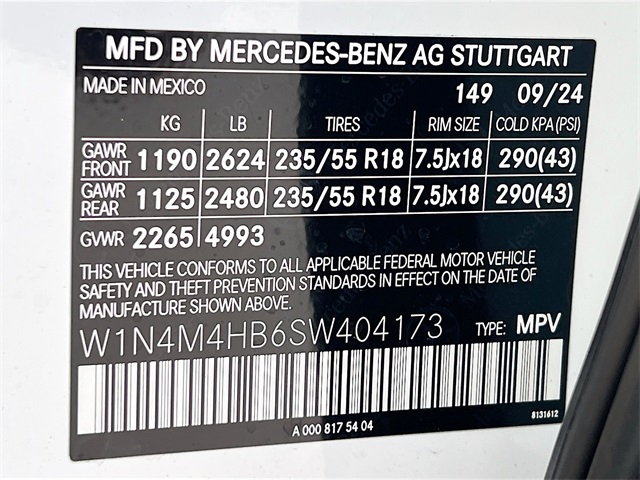 MFD BY MERCEDES-BENZ AG STUTTGART
MADE IN MEXICO 149 09/24
KG LB TIRES RIM SIZE COLD KPA(PSI)
GAWR FRONT 1190 2624 235/55 R18 7.5Jx18 290(43)
GAWR REAR 1125 2480 235/55 R18 7.5Jx18 290(43)
GVWR 2265 4993
THIS VEHICLE CONFORMS TO ALL APPLICABLE FEDERAL MOTOR VEHICLE
SAFETY AND THEFT PREVENTION STANDARDS IN EFFECT ON THE DATE OF
MANUFACTURE SHOWN ABOVE.
W1N4M4HB6SW404173 TYPE: MPV
A 000 817 54 04 8131612